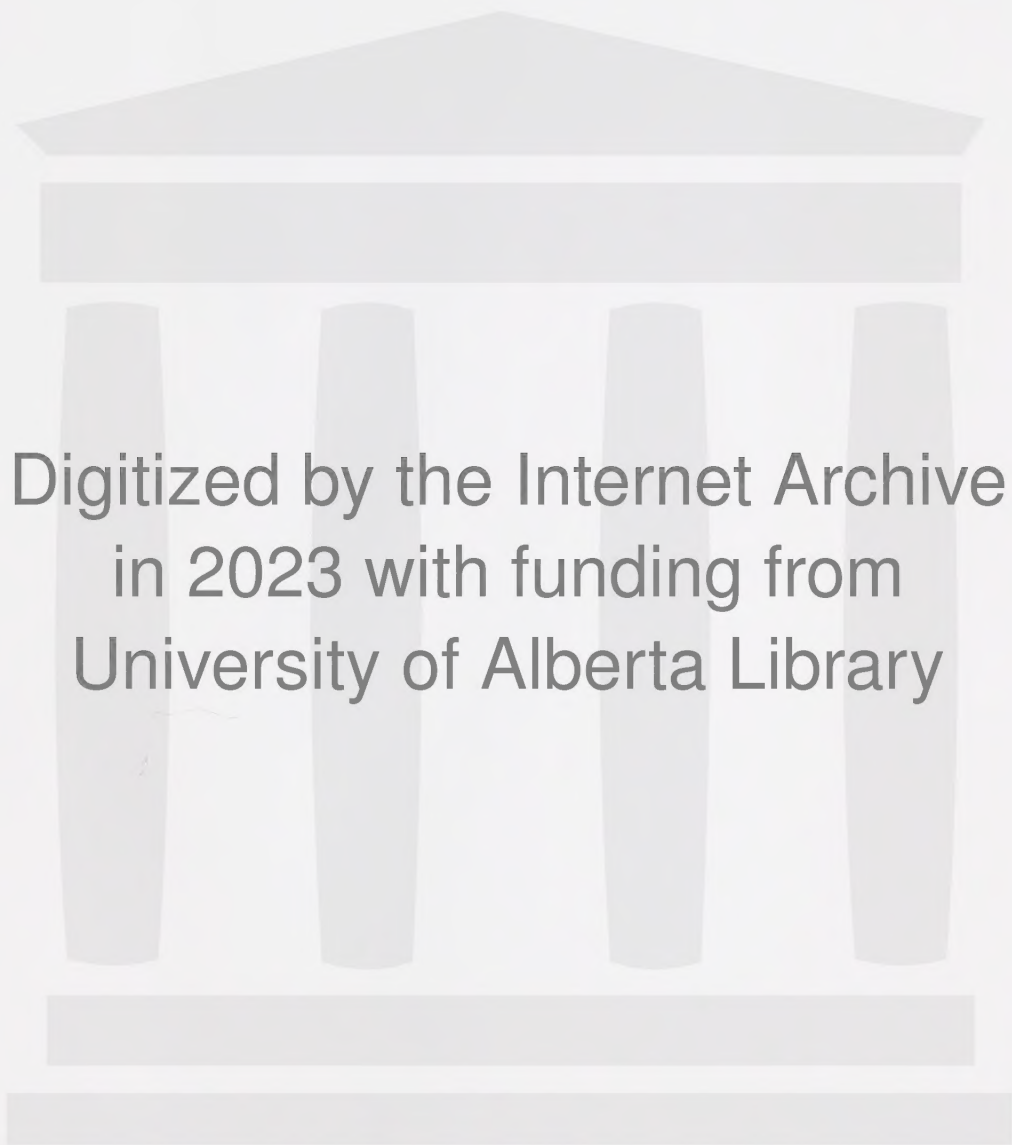 Digitized by the Internet Archive
in 2023 with funding from
University of Alberta Library